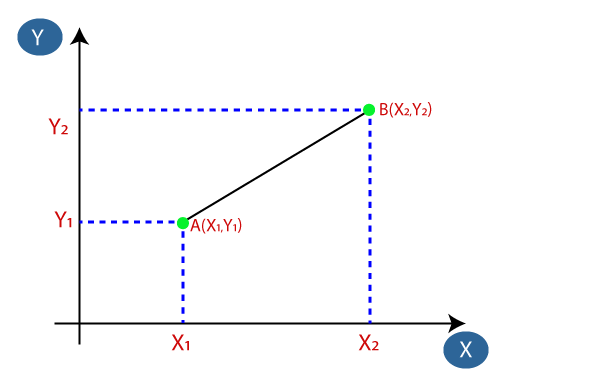 Y
B(X₂,Y₂)
Y₂
Y₁
A(X₁,Y₁)
X₁
X₂
X